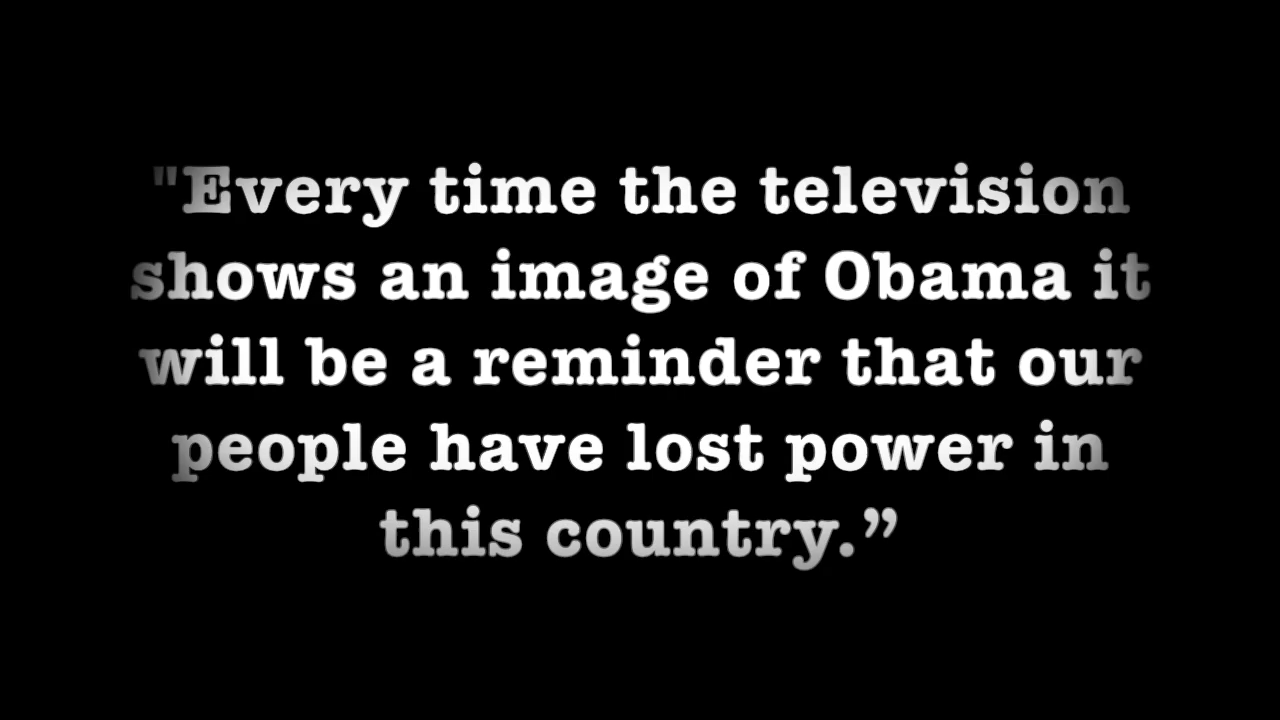 "Every time the television
shows an image of Obama it
will be a reminder that our
people have lost power in
this country.”